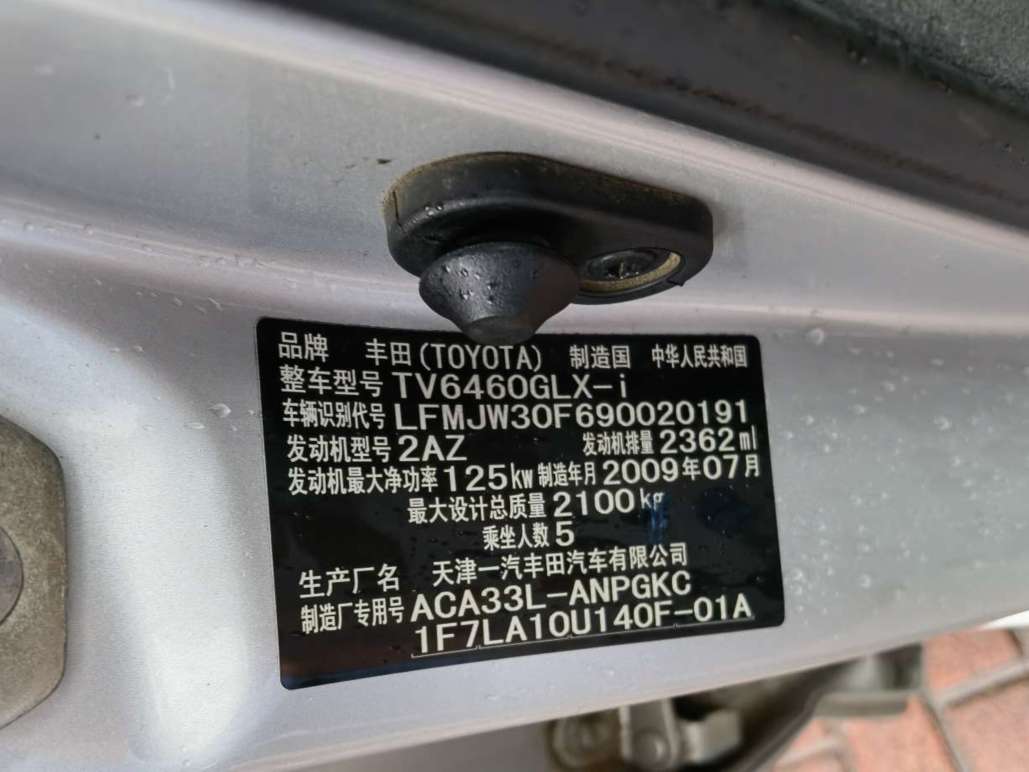 品牌 丰田(TOYOTA) 制造国 中华人民共和国
整车型号 TV6460GLX-i
车辆识别代号 LFMJW30F690020191
发动机型号 2AZ 发动机排量 2362ml
发动机最大净功率 125kw 制造年月 2009年07月
最大设计总质量 2100kg
乘坐人数 5
生产厂名 天津一汽丰田汽车有限公司
制造厂专用号 ACA33L-ANPGKC
1F7LA10U140F-01A